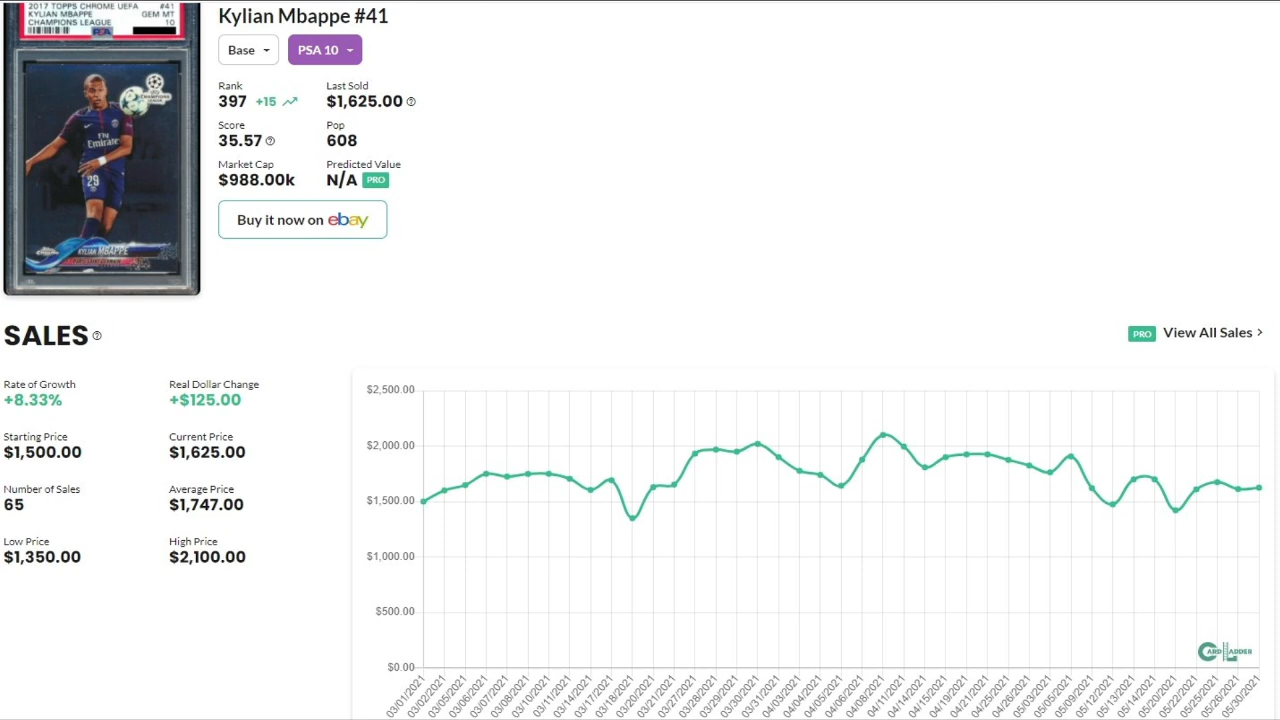 2017 TOPPS CHROME UEFA #41
KYLIAN MBAPPE GEM MT
CHAMPIONS LEAGUE 10
PSA
CHAMPIONS
LEAGUE
Fly
Emirates
29
KYLIAN MBAPPE
Kylian Mbappe #41
Base PSA 10
Rank Last Sold
397 +15 $1,625.00
Score Pop
35.57 608
Market Cap Predicted Value
$988.00k N/A PRO
Buy it now on ebay
SALES
PRO View All Sales >
Rate of Growth Real Dollar Change
+8.33% +$125.00
Starting Price Current Price
$1,500.00 $1,625.00
Number of Sales Average Price
65 $1,747.00
Low Price High Price
$1,350.00 $2,100.00
$2,500.00
$2,000.00
$1,500.00
$1,000.00
$500.00
$0.00
CARD LADDER
03/01/2021
03/02/2021
03/05/2021
03/06/2021
03/07/2021
03/08/2021
03/10/2021
03/11/2021
03/14/2021
03/17/2021
03/18/2021
03/20/2021
03/21/2021
03/27/2021
03/28/2021
03/29/2021
03/30/2021
03/31/2021
04/03/2021
04/04/2021
04/05/2021
04/06/2021
04/08/2021
04/11/2021
04/14/2021
04/15/2021
04/19/2021
04/21/2021
04/25/2021
04/26/2021
05/03/2021
05/05/2021
05/09/2021
05/12/2021
05/13/2021
05/14/2021
05/20/2021
05/22/2021
05/25/2021
05/26/2021
05/30/2021